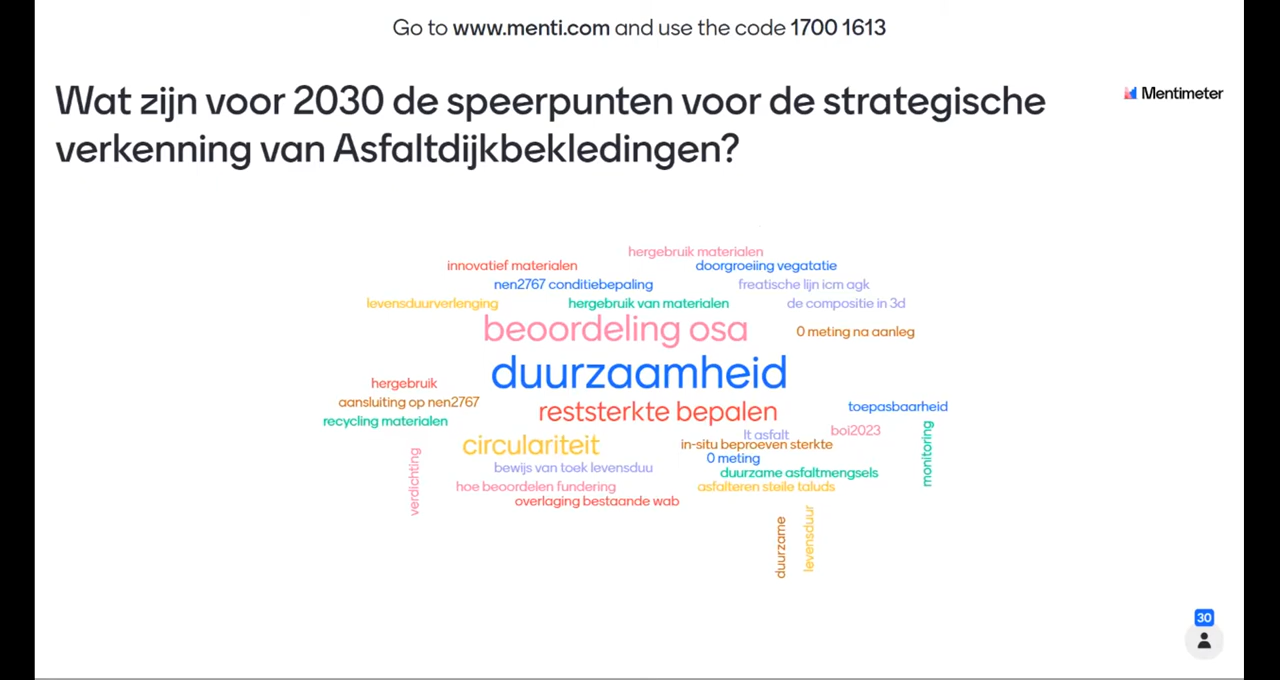 Go to www.menti.com and use the code 1700 1613
Wat zijn voor 2030 de speerpunten voor de strategische
verkenning van Asfaltdijkbekledingen?
Mentimeter
hergebruik materialen
innovatief materialen
doorgroeiing vegatatie
nen2767 conditiebepaling
freatische lijn icm agk
levensduurverlenging
hergebruik van materialen
de compositie in 3d
beoordeling osa
0 meting na aanleg
duurzaamheid
hergebruik
aansluiting op nen2767
reststerkte bepalen
toepasbaarheid
recycling materialen
lt asfalt
boi2023
circulariteit
in-situ beproeven sterkte
monitoring
0 meting
bewijs van toek levensduu
duurzame asfaltmengsels
verdichting
hoe beoordelen fundering
asfalteren steile taluds
overlaging bestaande wab
duurzame
levensduur
30